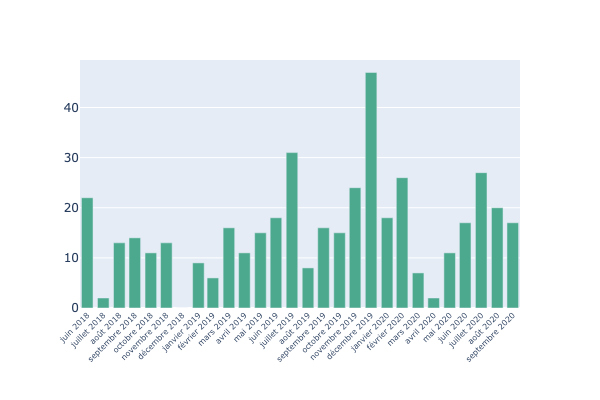 40
30
20
10
0
juin 2018
juillet 2018
août 2018
septembre 2018
octobre 2018
novembre 2018
décembre 2018
janvier 2019
février 2019
mars 2019
avril 2019
mai 2019
juin 2019
juillet 2019
août 2019
septembre 2019
octobre 2019
novembre 2019
décembre 2019
janvier 2020
février 2020
mars 2020
avril 2020
mai 2020
juin 2020
juillet 2020
août 2020
septembre 2020